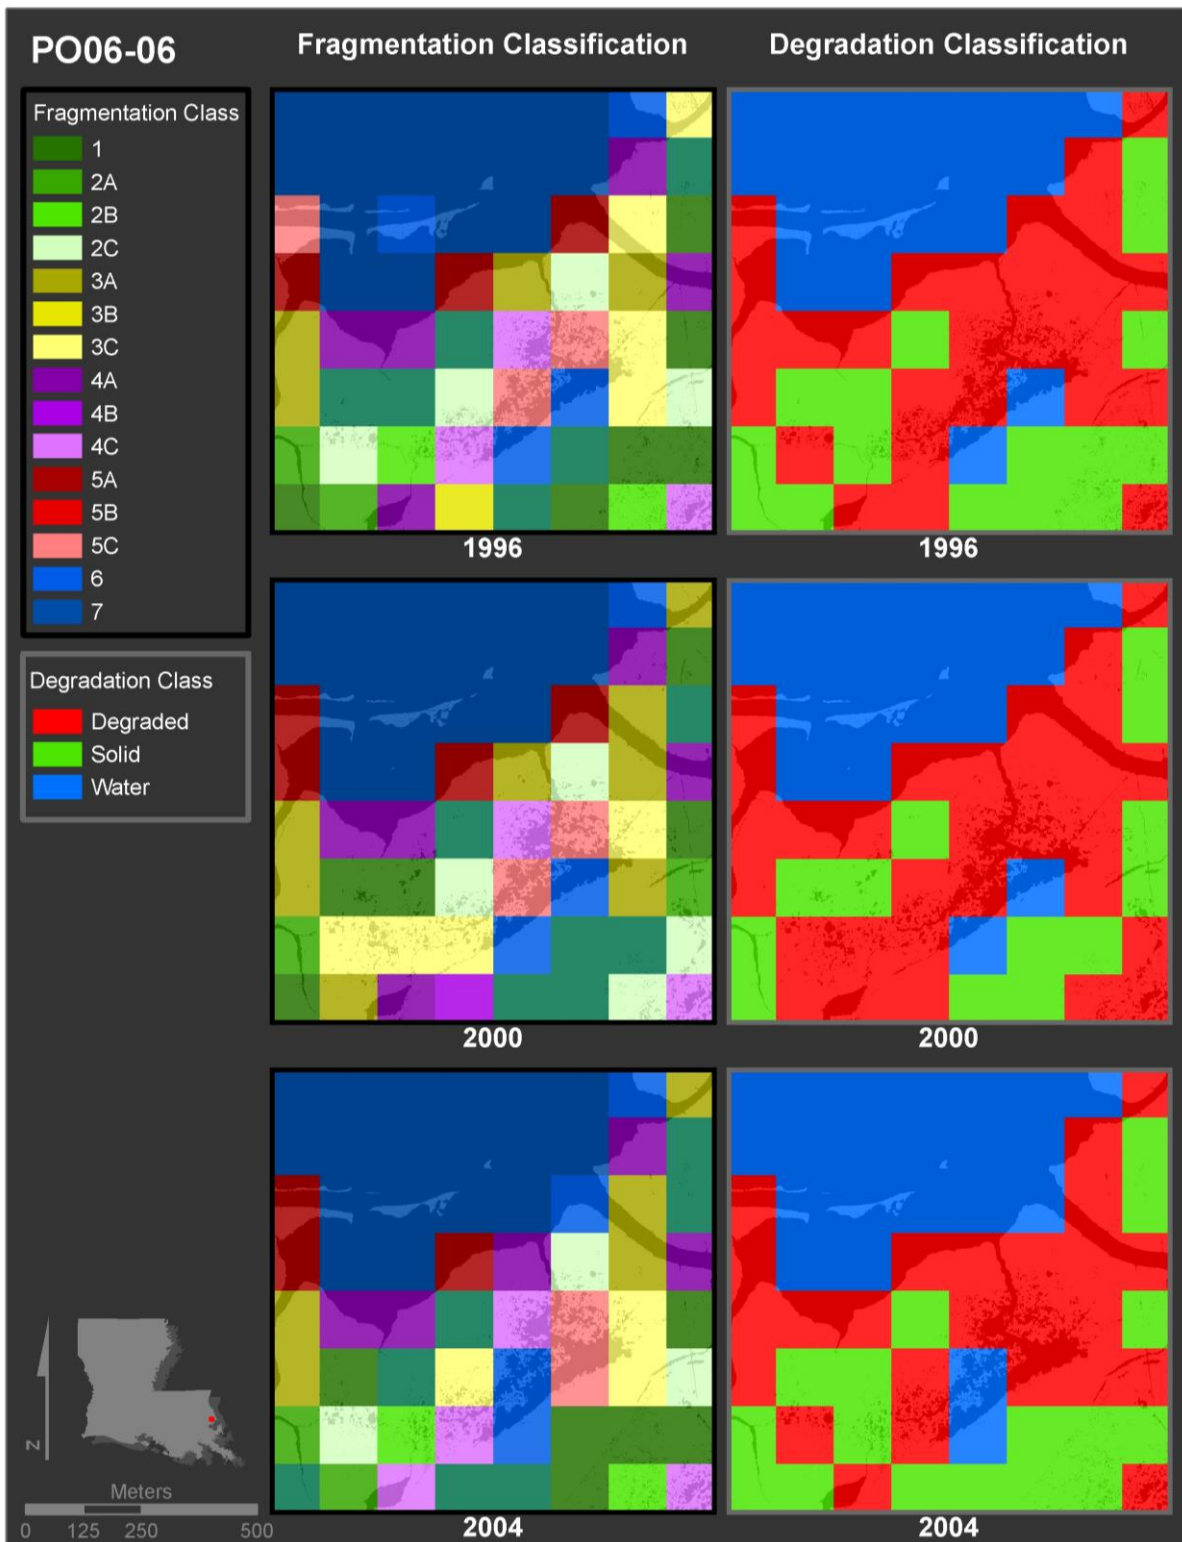 PO06-06
Fragmentation Classification
Degradation Classification
Fragmentation Class
1
2A
2B
2C
3A
3B
3C
4A
4B
4C
5A
5B
5C
6
7
Degradation Class
Degraded
Solid
Water
1996
1996
2000
2000
2004
2004
N
Meters
0 125 250 500